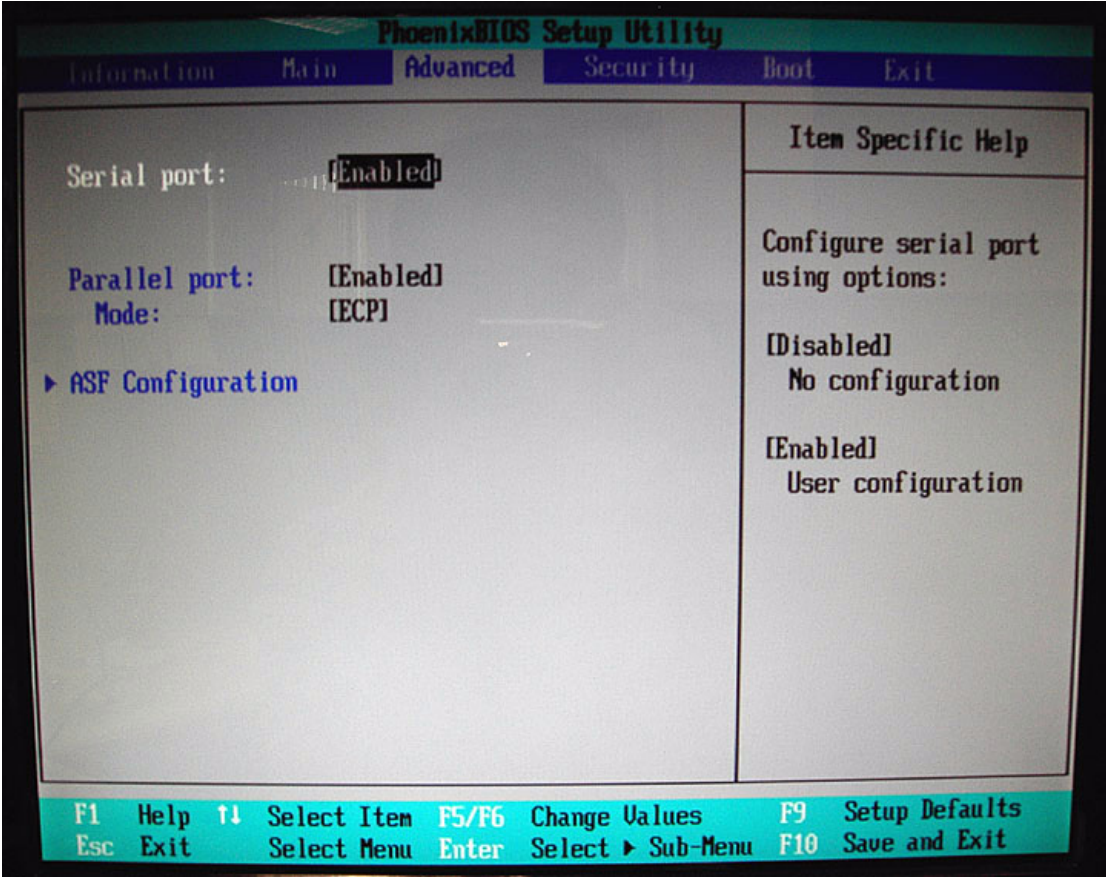 PhoenixBIOS Setup Utility
Information Main Advanced Security Boot Exit
Item Specific Help
Serial port: [Enabled]
Parallel port: [Enabled]
Mode: [ECP]
▶ ASF Configuration
Configure serial port
using options:
[Disabled]
No configuration
[Enabled]
User configuration
F1 Help ↑↓ Select Item F5/F6 Change Values F9 Setup Defaults
Esc Exit Select Menu Enter Select ▶ Sub-Menu F10 Save and Exit